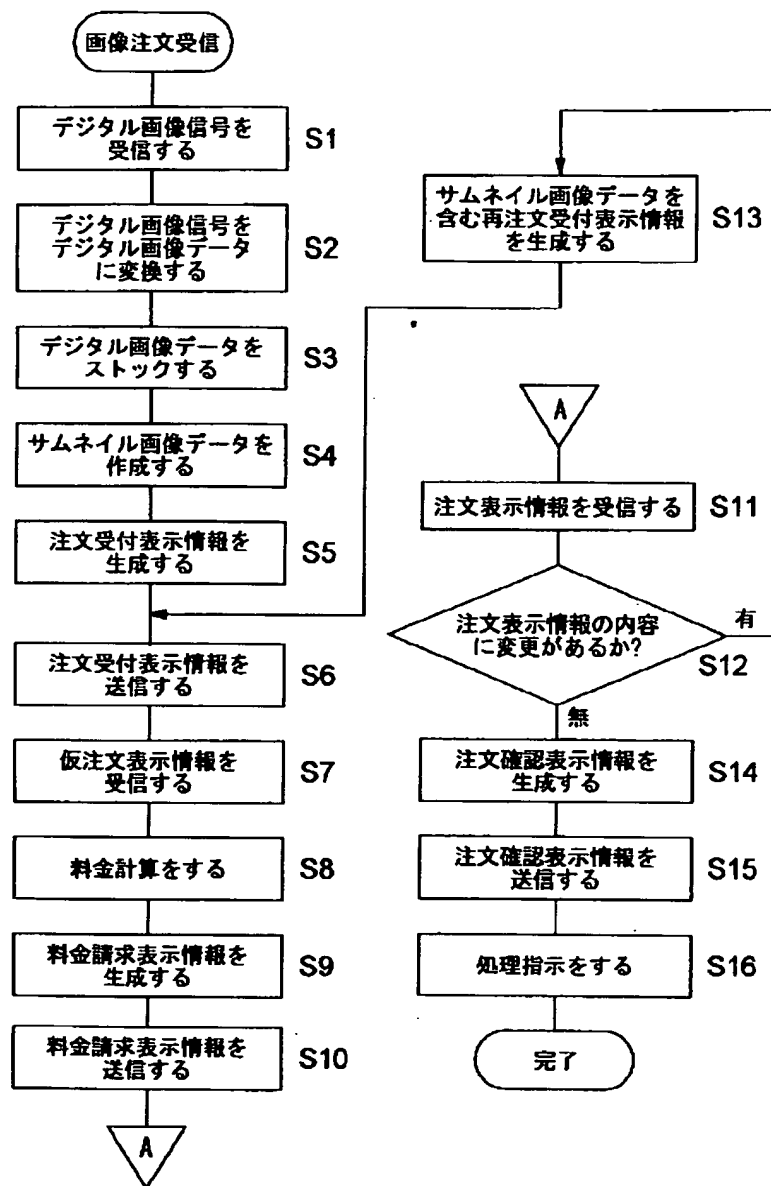 画像注文受信
デジタル画像信号を
受信する
S1
デジタル画像信号を
デジタル画像データ
に変換する
S2
デジタル画像データを
ストックする
S3
サムネイル画像データを
作成する
S4
注文受付表示情報を
生成する
S5
注文受付表示情報を
送信する
S6
仮注文表示情報を
受信する
S7
料金計算をする
S8
料金請求表示情報を
生成する
S9
料金請求表示情報を
送信する
S10
A
サムネイル画像データを
含む再注文受付表示情報
を生成する
S13
A
注文表示情報を受信する
S11
注文表示情報の内容
に変更があるか?
有
S12
無
注文確認表示情報を
生成する
S14
注文確認表示情報を
送信する
S15
処理指示をする
S16
完了